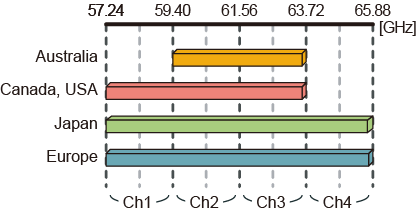 57.24 59.40 61.56 63.72 65.88
[GHz]
Australia
Canada, USA
Japan
Europe
Ch1 Ch2 Ch3 Ch4